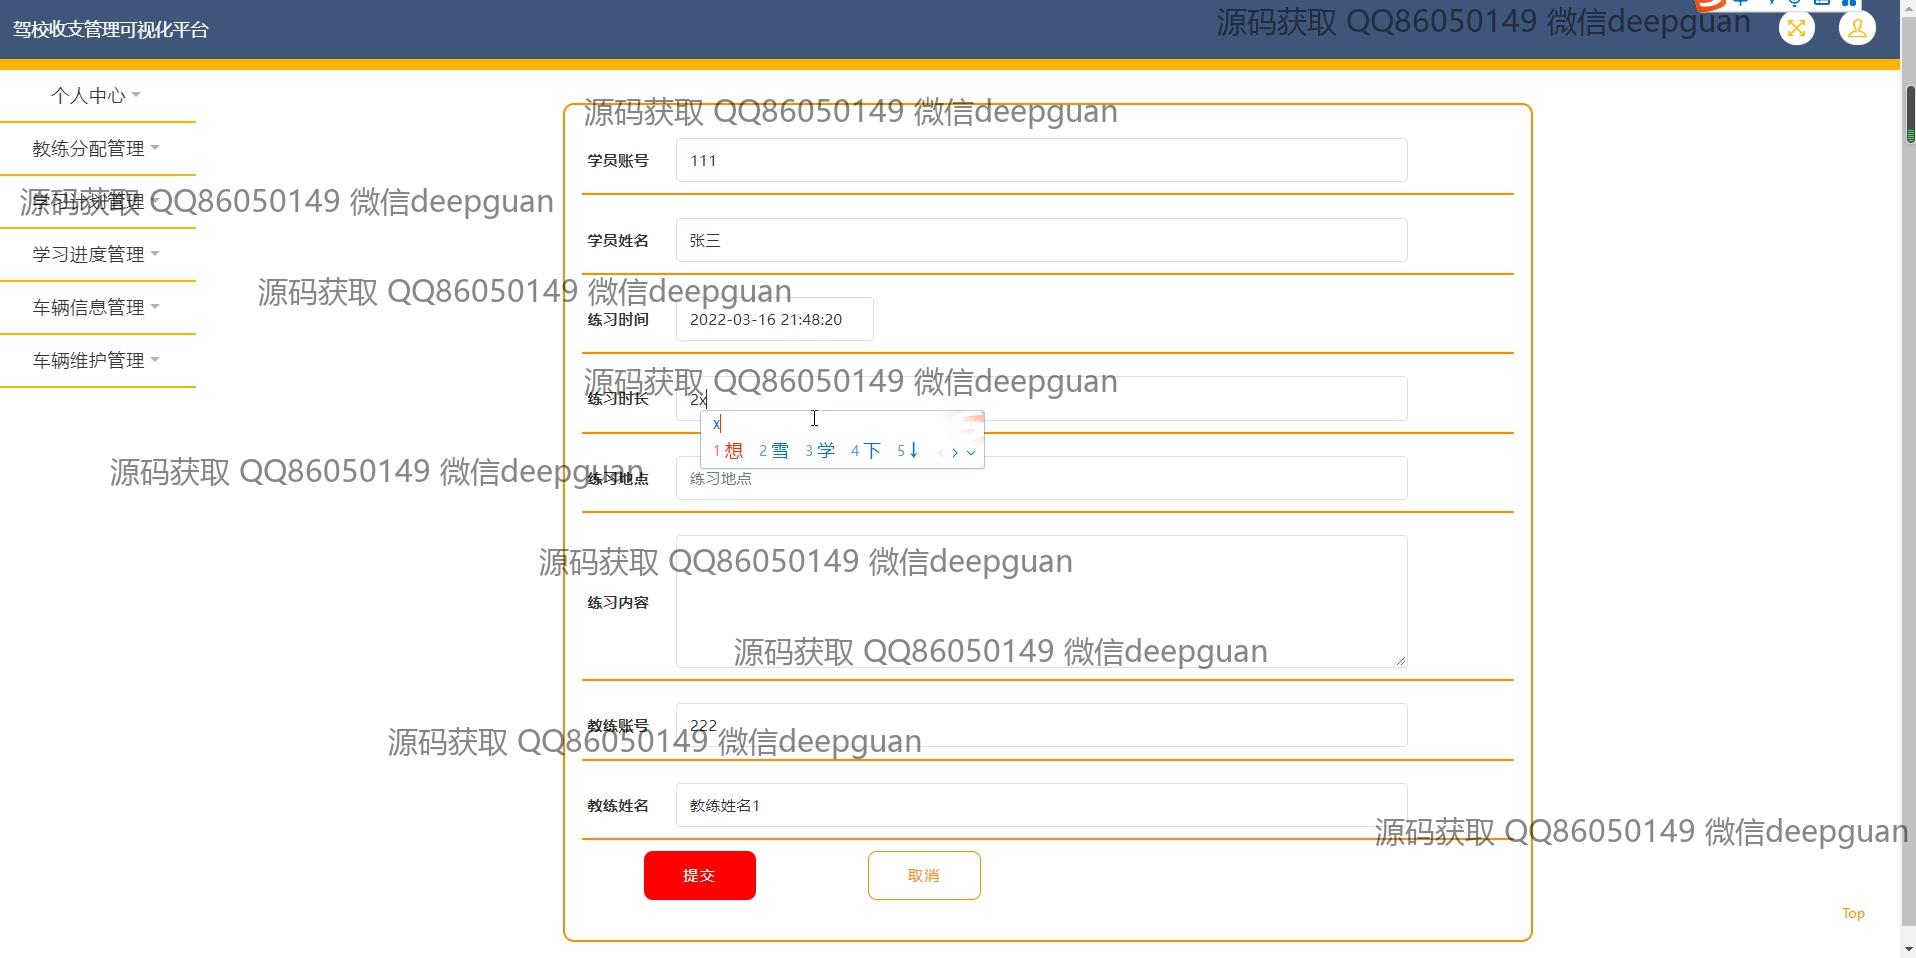 驾校收支管理可视化平台
源码获取 QQ86050149 微信deepguan
个人中心
教练分配管理
学习计划管理
学习进度管理
车辆信息管理
车辆维护管理
源码获取 QQ86050149 微信deepguan
源码获取 QQ86050149 微信deepguan
学员账号 111
学员姓名 张三
源码获取 QQ86050149 微信deepguan
练习时间 2022-03-16 21:48:20
源码获取 QQ86050149 微信deepguan
练习时长 2x
x
1 想 2 雪 3 学 4 下 5
源码获取 QQ86050149 微信deepguan
练习地点 练习地点
源码获取 QQ86050149 微信deepguan
练习内容
源码获取 QQ86050149 微信deepguan
教练账号 222
源码获取 QQ86050149 微信deepguan
教练姓名 教练姓名1
源码获取 QQ86050149 微信deepguan
提交 取消
Top